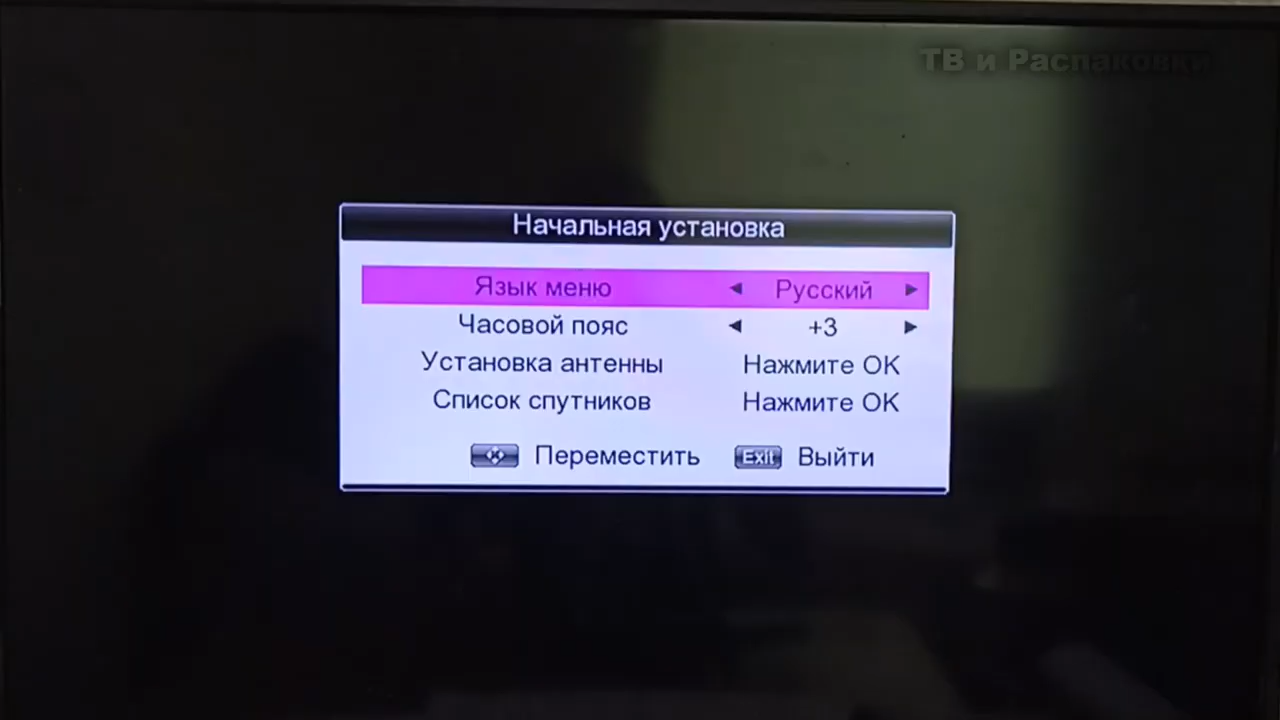 ТВ и Распаковки
Начальная установка
Язык меню ◄ Русский ►
Часовой пояс ◄ +3 ►
Установка антенны Нажмите OK
Список спутников Нажмите OK
Переместить Exit Выйти